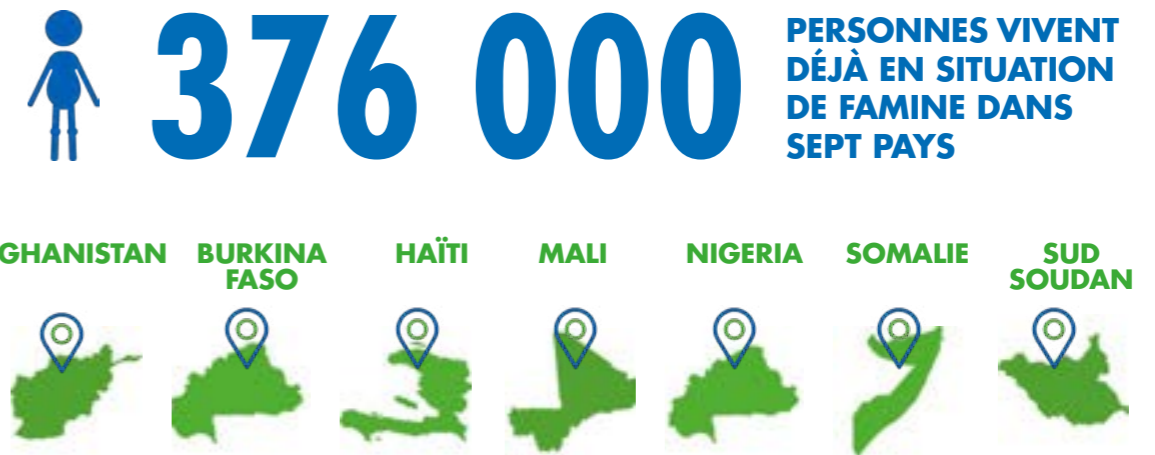 376 000
PERSONNES VIVENT
DÉJÀ EN SITUATION
DE FAMINE DANS
SEPT PAYS
GHANISTAN
BURKINA
FASO
HAÏTI
MALI
NIGERIA
SOMALIE
SUD
SOUDAN